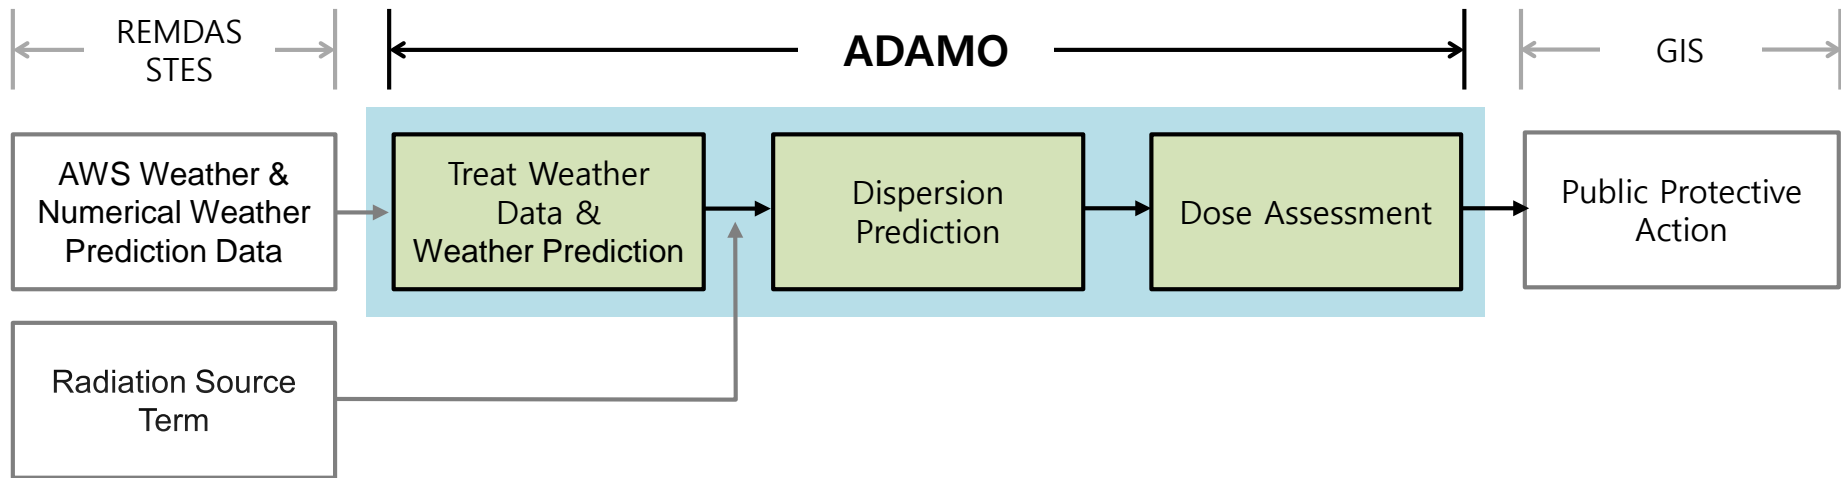 REMDAS
STES
ADAMO
GIS
AWS Weather &
Numerical Weather
Prediction Data
Treat Weather
Data &
Weather Prediction
Dispersion
Prediction
Dose Assessment
Public Protective
Action
Radiation Source
Term